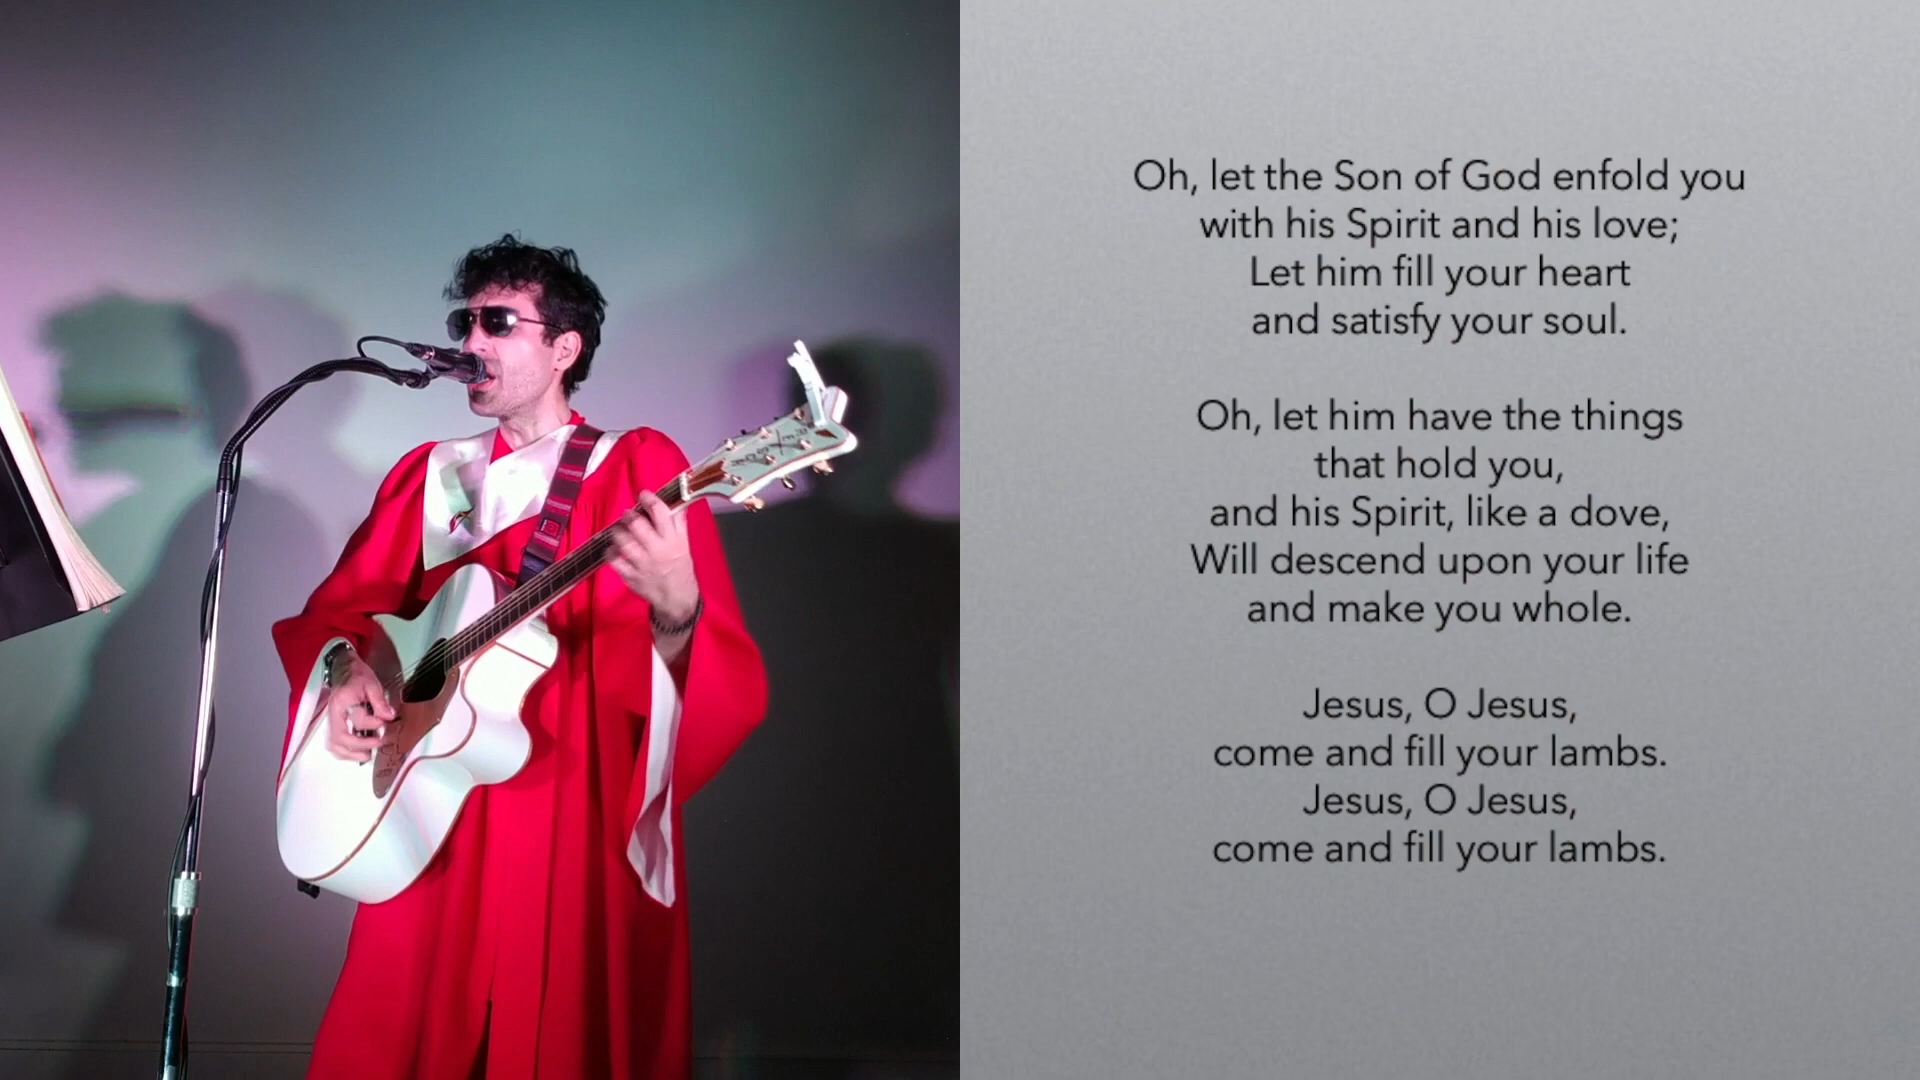 Oh, let the Son of God enfold you
with his Spirit and his love;
Let him fill your heart
and satisfy your soul.
Oh, let him have the things
that hold you,
and his Spirit, like a dove,
Will descend upon your life
and make you whole.
Jesus, O Jesus,
come and fill your lambs.
Jesus, O Jesus,
come and fill your lambs.